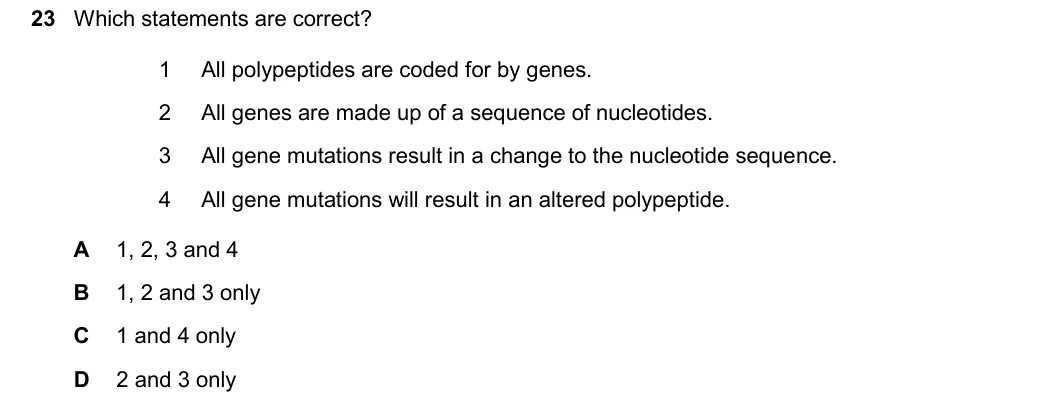 23 Which statements are correct?
1 All polypeptides are coded for by genes.
2 All genes are made up of a sequence of nucleotides.
3 All gene mutations result in a change to the nucleotide sequence.
4 All gene mutations will result in an altered polypeptide.
A 1, 2, 3 and 4
B 1, 2 and 3 only
C 1 and 4 only
D 2 and 3 only